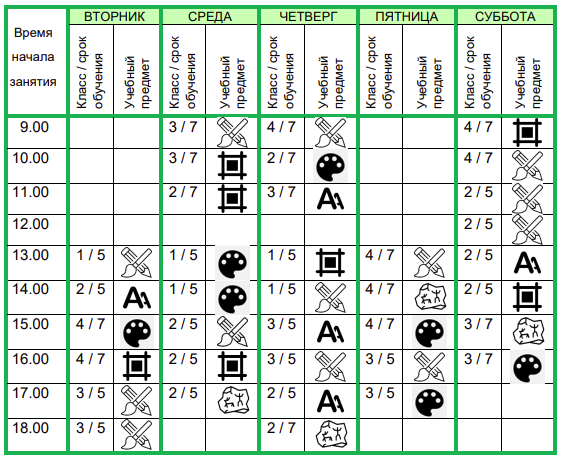 Время начала занятия ВТОРНИК СРЕДА ЧЕТВЕРГ ПЯТНИЦА СУББОТА
Класс / срок обучения Учебный предмет Класс / срок обучения Учебный предмет Класс / срок обучения Учебный предмет Класс / срок обучения Учебный предмет Класс / срок обучения Учебный предмет
9.00 3 / 7 4 / 7 4 / 7
10.00 3 / 7 2 / 7 4 / 7
11.00 2 / 7 3 / 7 2 / 5
12.00 2 / 5
13.00 1 / 5 1 / 5 1 / 5 4 / 7 2 / 5
14.00 2 / 5 1 / 5 1 / 5 4 / 7 2 / 5
15.00 4 / 7 2 / 5 3 / 5 4 / 7 3 / 7
16.00 4 / 7 2 / 5 3 / 5 3 / 5 3 / 7
17.00 3 / 5 2 / 5 2 / 5 3 / 5
18.00 3 / 5 2 / 7